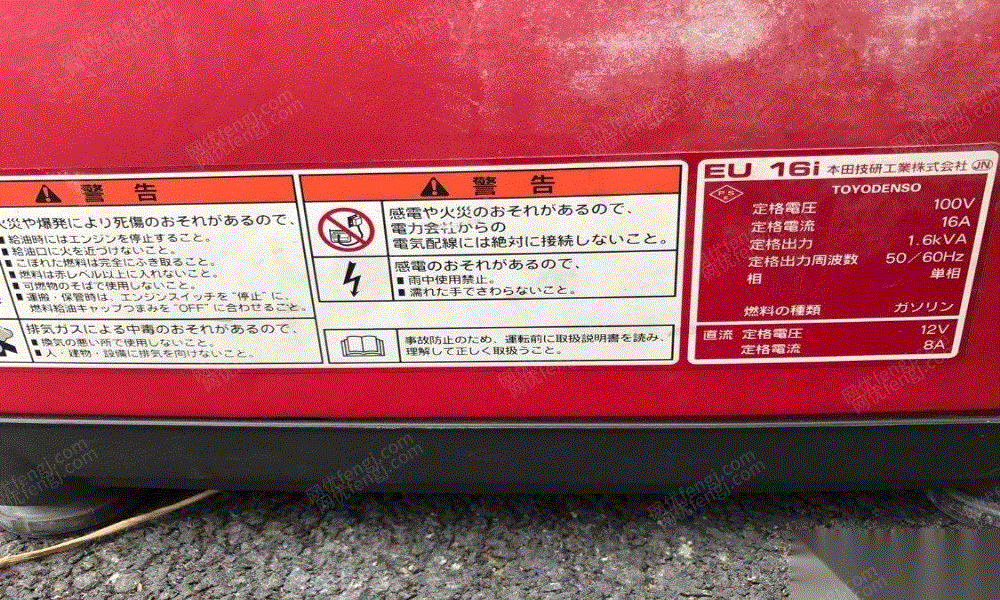 警告
火災や爆発により死傷のおそれがあるので、
■ 給油時にはエンジンを停止すること。
■ 給油口に火を近づけないこと。
■ こぼれた燃料は完全にふき取ること。
■ 燃料は赤レベル以上に入れないこと。
■ 可燃物のそばで使用しないこと。
■ 運搬・保管時は、エンジンスイッチを"停止"に、
燃料給油キャップつまみを"OFF"に合わせること。
排気ガスによる中毒のおそれがあるので、
■ 換気の悪い所で使用しないこと。
■ 人・建物・設備に排気を向けないこと。
警告
感電や火災のおそれがあるので、
電力会社からの
電気配線には絶対に接続しないこと。
感電のおそれがあるので、
■ 雨中使用禁止。
■ 濡れた手でさわらないこと。
事故防止のため、運転前に取扱説明書を読み、
理解して正しく取扱うこと。
EU 16i 本田技研工業株式会社 JN
PS E TOYODENSO
定格電圧 100V
定格電流 16A
定格出力 1.6kVA
定格出力周波数 50/60Hz
相 単相
燃料の種類 ガソリン
直流 定格電圧 12V
定格電流 8A
fengj.com